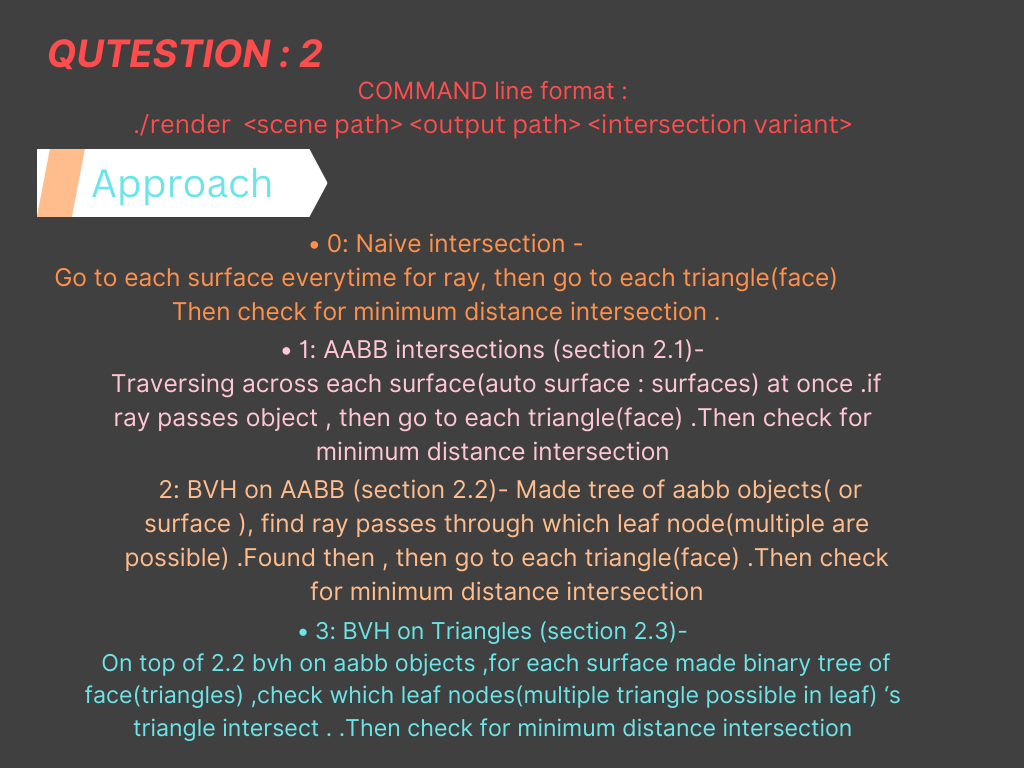 QUTESTION : 2
COMMAND line format :
./render <scene path> <output path> <intersection variant>
Approach
• 0: Naive intersection -
Go to each surface everytime for ray, then go to each triangle(face)
Then check for minimum distance intersection .
• 1: AABB intersections (section 2.1)-
Traversing across each surface(auto surface : surfaces) at once .if
ray passes object , then go to each triangle(face) .Then check for
minimum distance intersection
2: BVH on AABB (section 2.2)- Made tree of aabb objects( or
surface ), find ray passes through which leaf node(multiple are
possible) .Found then , then go to each triangle(face) .Then check
for minimum distance intersection
• 3: BVH on Triangles (section 2.3)-
On top of 2.2 bvh on aabb objects ,for each surface made binary tree of
face(triangles) ,check which leaf nodes(multiple triangle possible in leaf) ‘s
triangle intersect . .Then check for minimum distance intersection